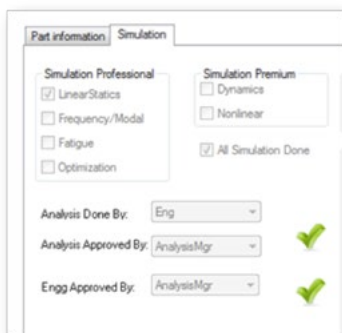 Part information Simulation
Simulation Professional
LinearStatics
Frequency/Modal
Fatigue
Optimization
Simulation Premium
Dynamics
Nonlinear
All Simulation Done
Analysis Done By: Eng
Analysis Approved By: AnalysisMgr
Engg Approved By: AnalysisMgr